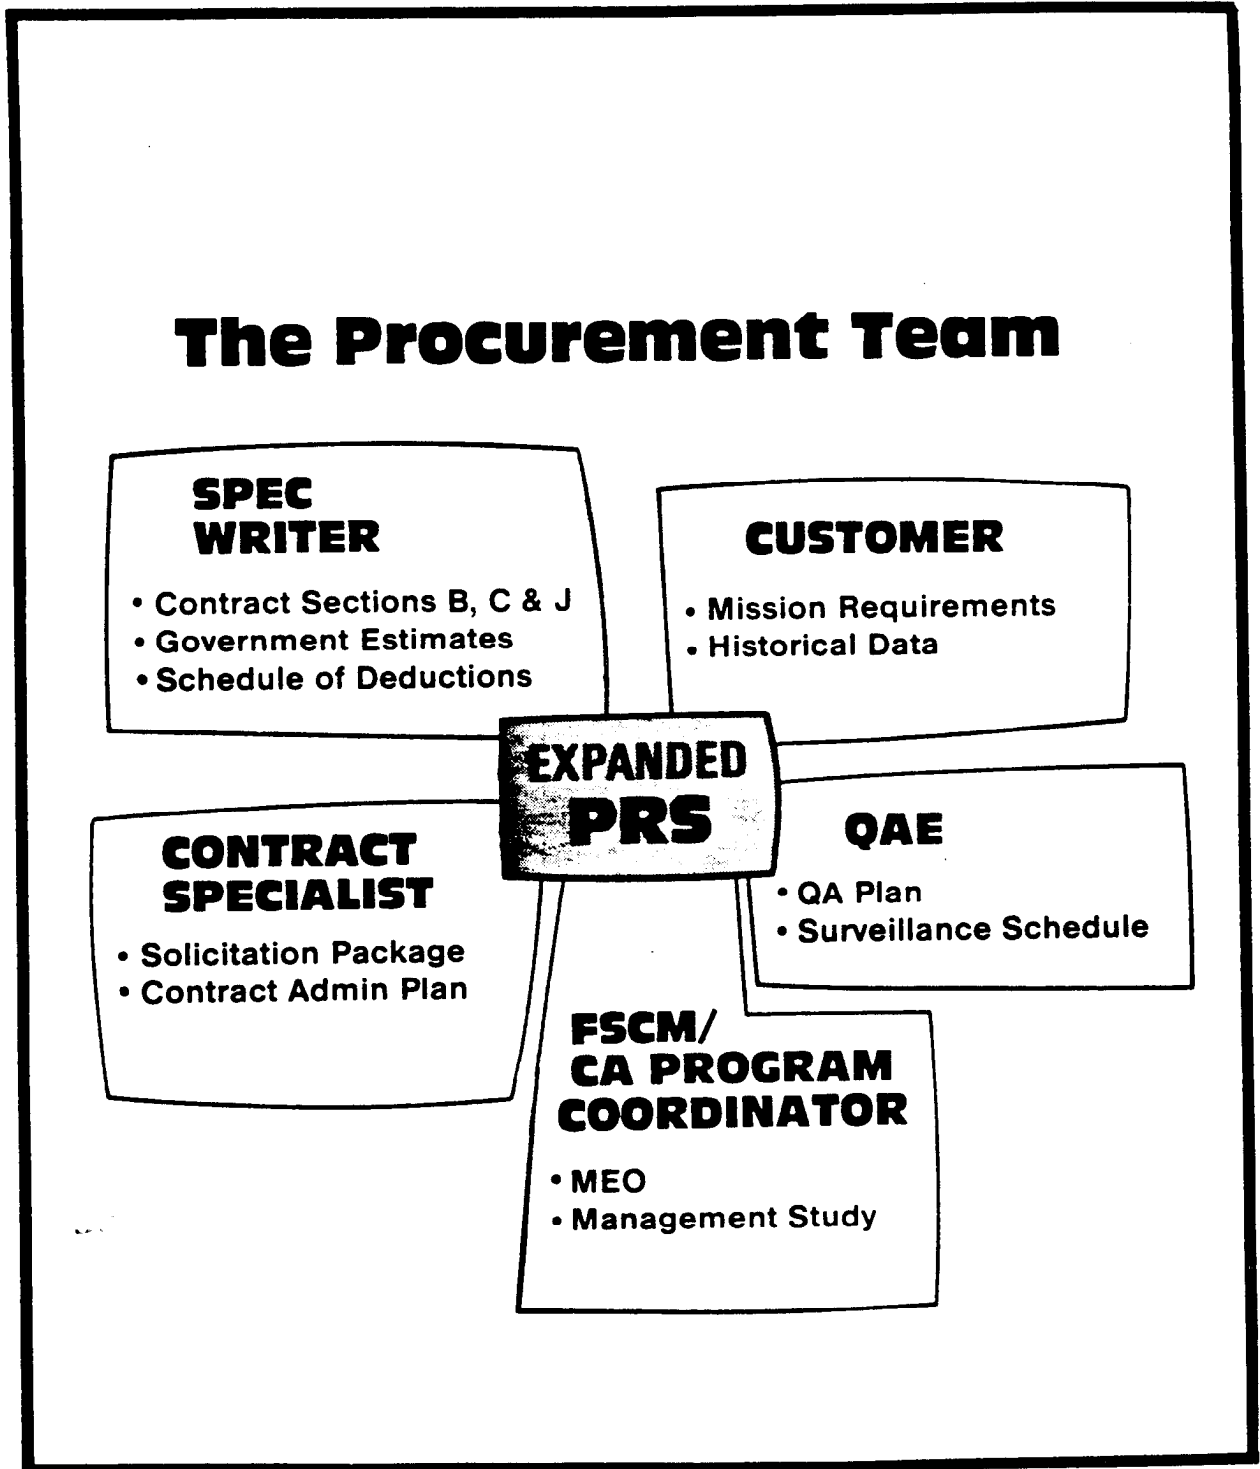 The Procurement Team
SPEC
WRITER
• Contract Sections B, C & J
• Government Estimates
• Schedule of Deductions
CUSTOMER
• Mission Requirements
• Historical Data
EXPANDED
PRS
CONTRACT
SPECIALIST
• Solicitation Package
• Contract Admin Plan
QAE
• QA Plan
• Surveillance Schedule
FSCM/
CA PROGRAM
COORDINATOR
• MEO
• Management Study